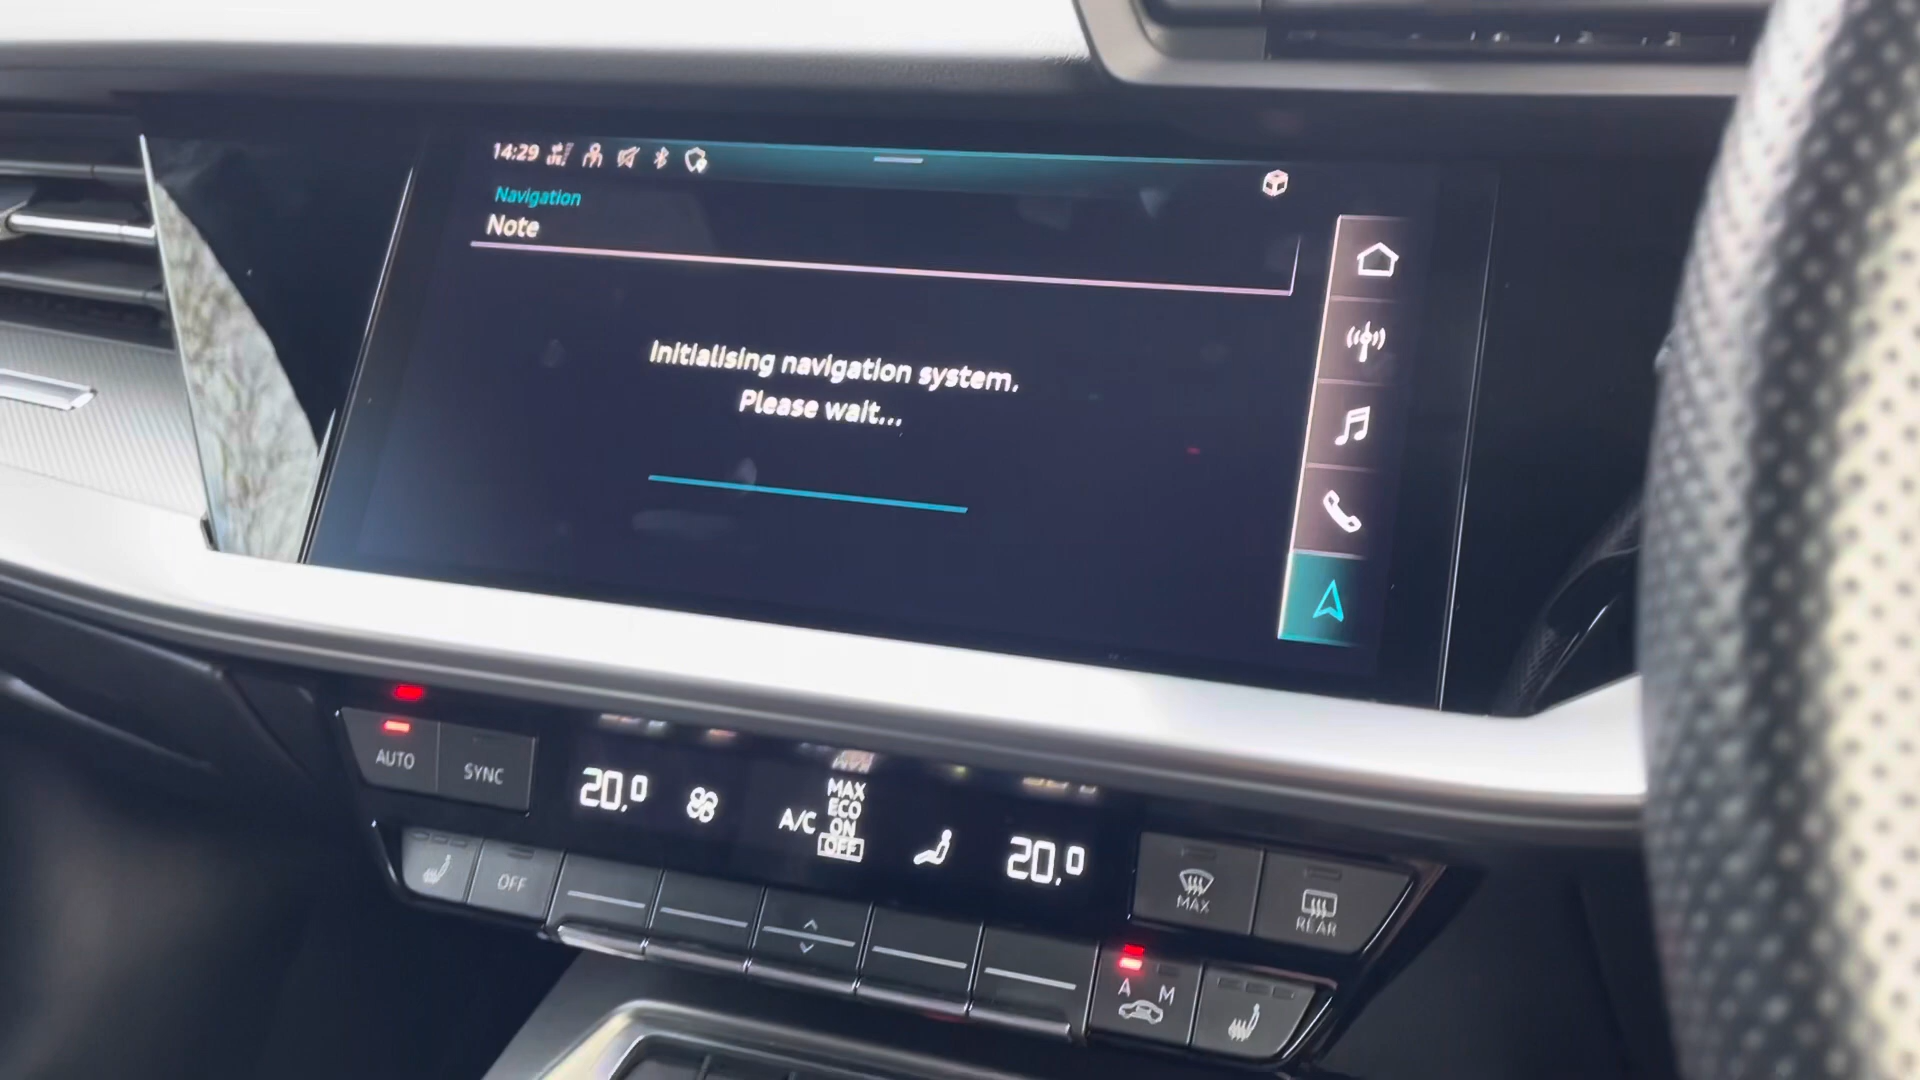 14:29
Navigation
Note
Initialising navigation system.
Please wait...
AUTO
SYNC
20.0
A/C
MAX
ECO
ON
OFF
20.0
OFF
MAX
REAR
A M